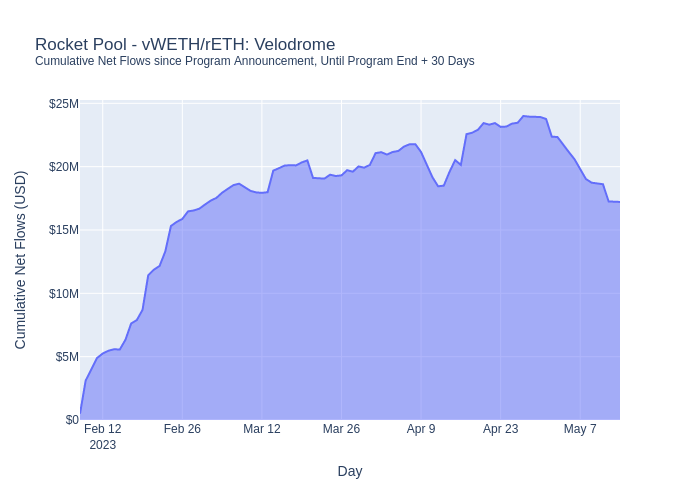 Rocket Pool - vWETH/rETH: Velodrome
Cumulative Net Flows since Program Announcement, Until Program End + 30 Days
Cumulative Net Flows (USD)
$25M
$20M
$15M
$10M
$5M
$0
Feb 12 Feb 26 Mar 12 Mar 26 Apr 9 Apr 23 May 7
2023
Day